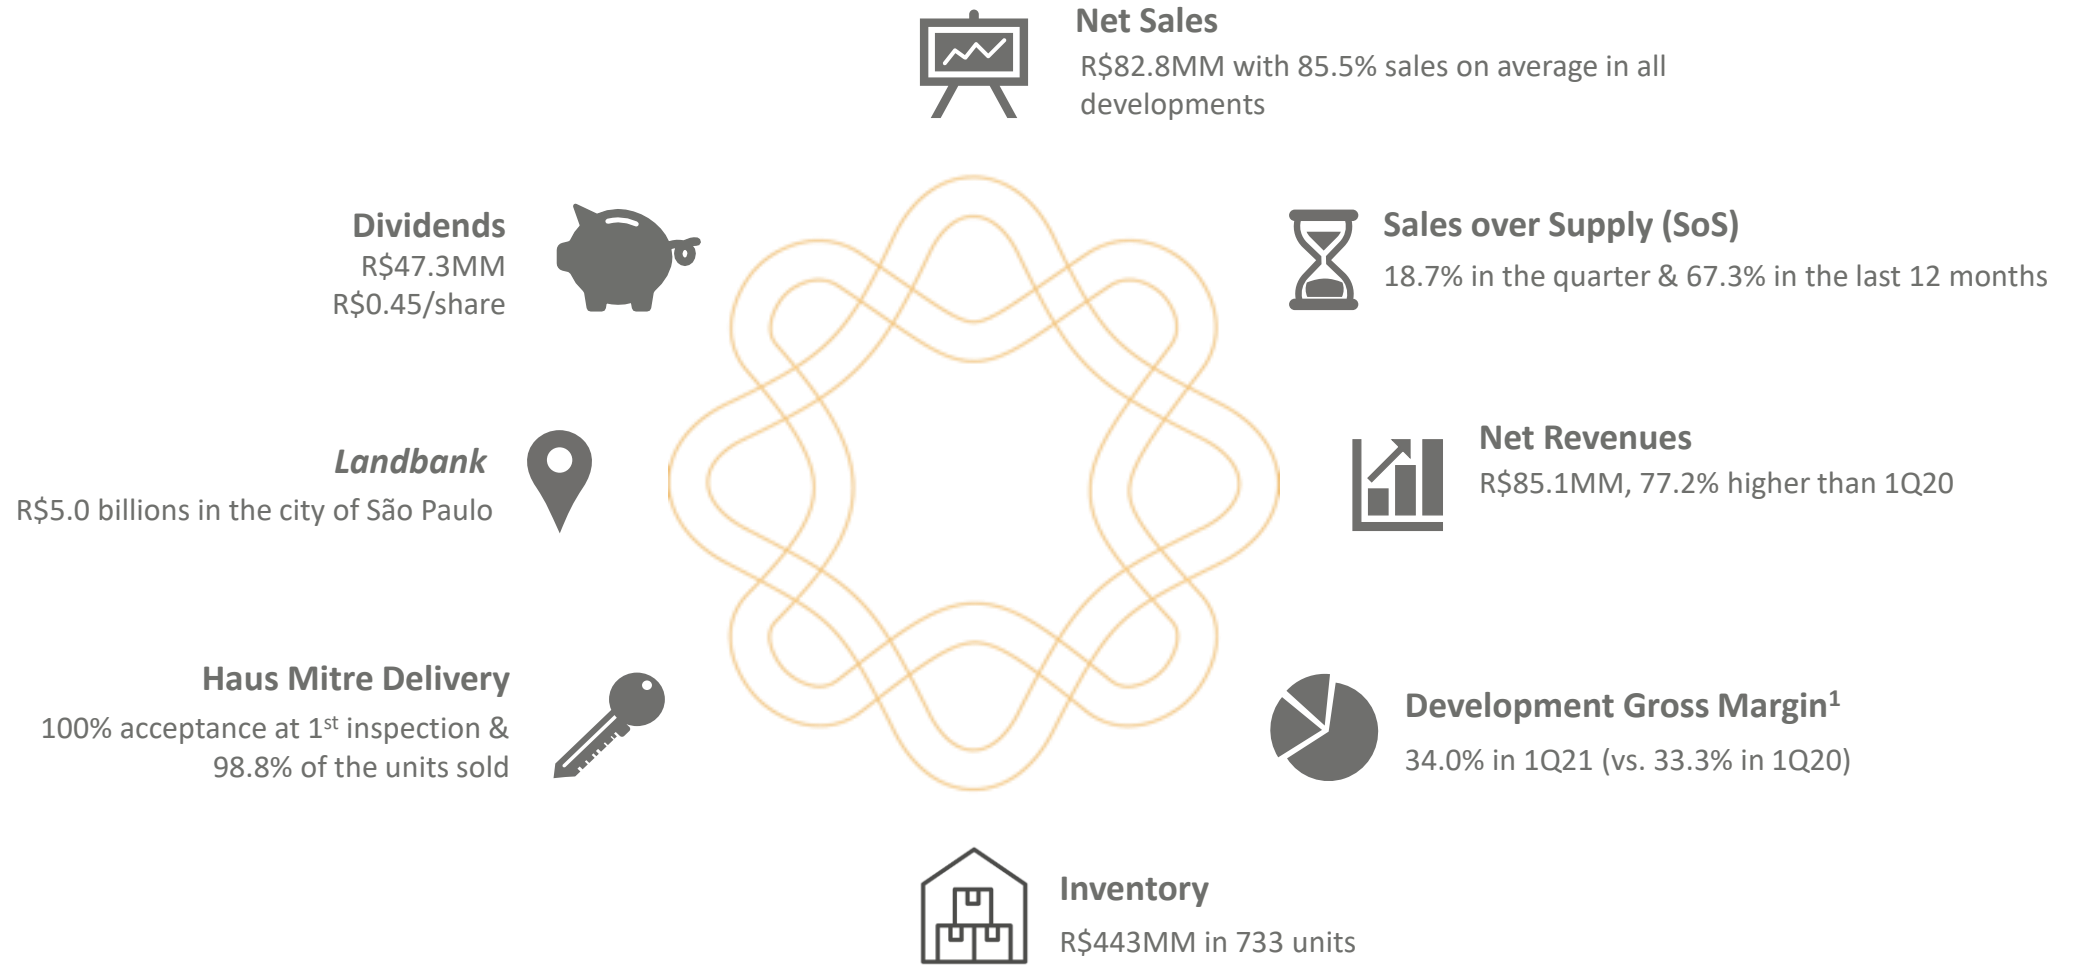 Net Sales
R$82.8MM with 85.5% sales on average in all
developments
Sales over Supply (SoS)
18.7% in the quarter & 67.3% in the last 12 months
Net Revenues
R$85.1MM, 77.2% higher than 1Q20
Development Gross Margin¹
34.0% in 1Q21 (vs. 33.3% in 1Q20)
Inventory
R$443MM in 733 units
Haus Mitre Delivery
100% acceptance at 1st inspection &
98.8% of the units sold
Landbank
R$5.0 billions in the city of São Paulo
Dividends
R$47.3MM
R$0.45/share